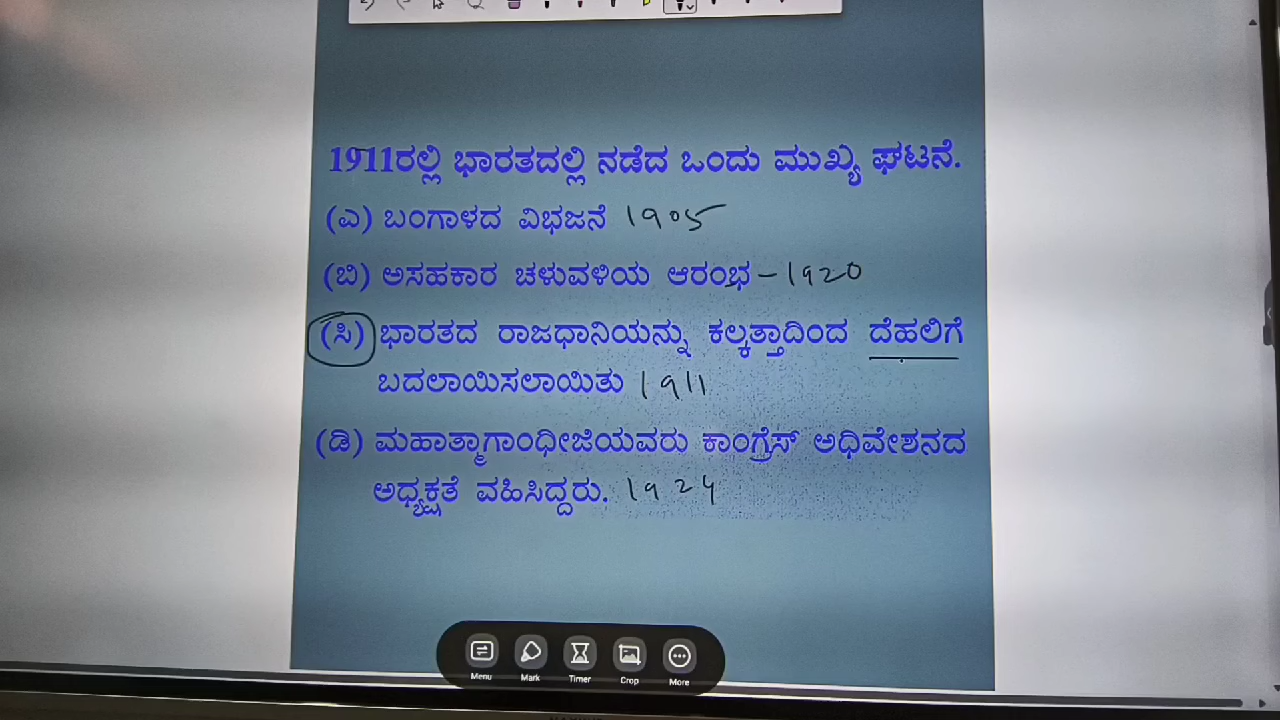 1911ರಲ್ಲಿ ಭಾರತದಲ್ಲಿ ನಡೆದ ಒಂದು ಮುಖ್ಯ ಘಟನೆ.
(ಎ) ಬಂಗಾಳದ ವಿಭಜನೆ 1905
(ಬಿ) ಅಸಹಕಾರ ಚಳುವಳಿಯ ಆರಂಭ - 1920
(ಸಿ) ಭಾರತದ ರಾಜಧಾನಿಯನ್ನು ಕಲ್ಕತ್ತಾದಿಂದ ದೆಹಲಿಗೆ
ಬದಲಾಯಿಸಲಾಯಿತು 1911
(ಡಿ) ಮಹಾತ್ಮಾಗಾಂಧೀಜಿಯವರು ಕಾಂಗ್ರೆಸ್ ಅಧಿವೇಶನದ
ಅಧ್ಯಕ್ಷತೆ ವಹಿಸಿದ್ದರು. 1924
Menu Mark Timer Crop More